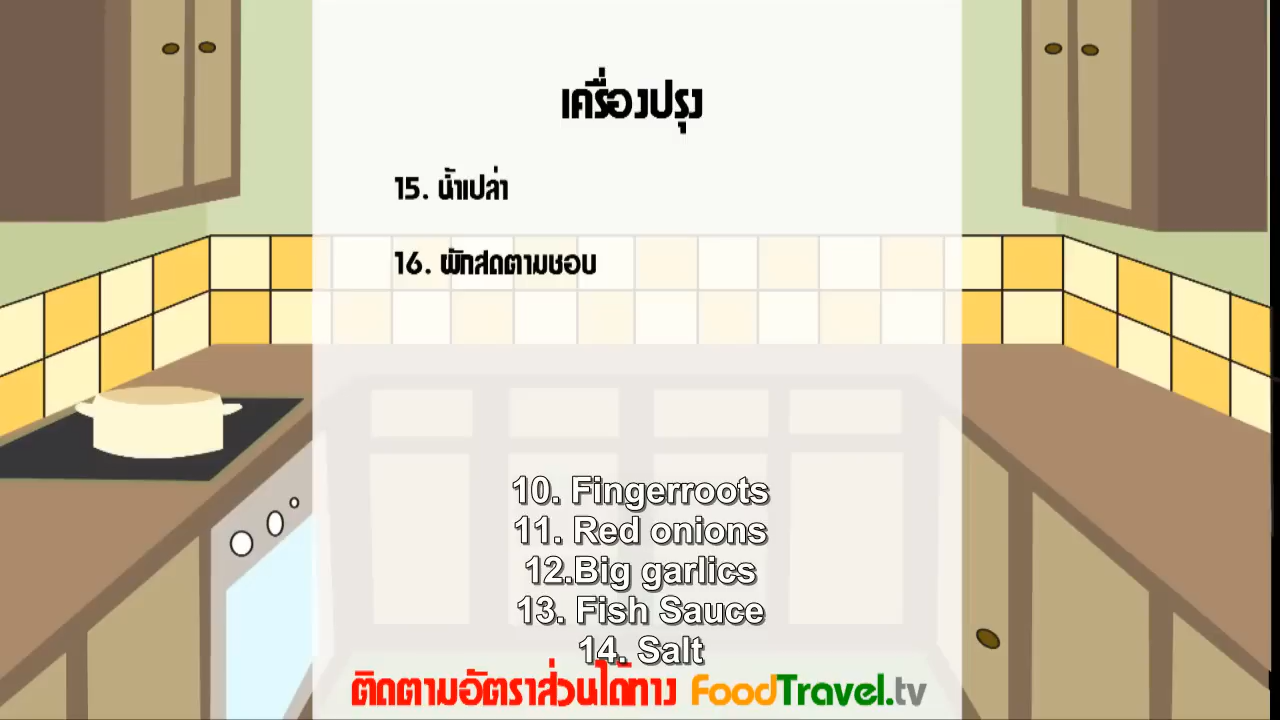 เครื่องปรุง
15. น้ำเปล่า
16. ผักสดตามชอบ
10. Fingerroots
11. Red onions
12.Big garlics
13. Fish Sauce
14. Salt
ติดตามอัตราส่วนได้ทาง FoodTravel.tv